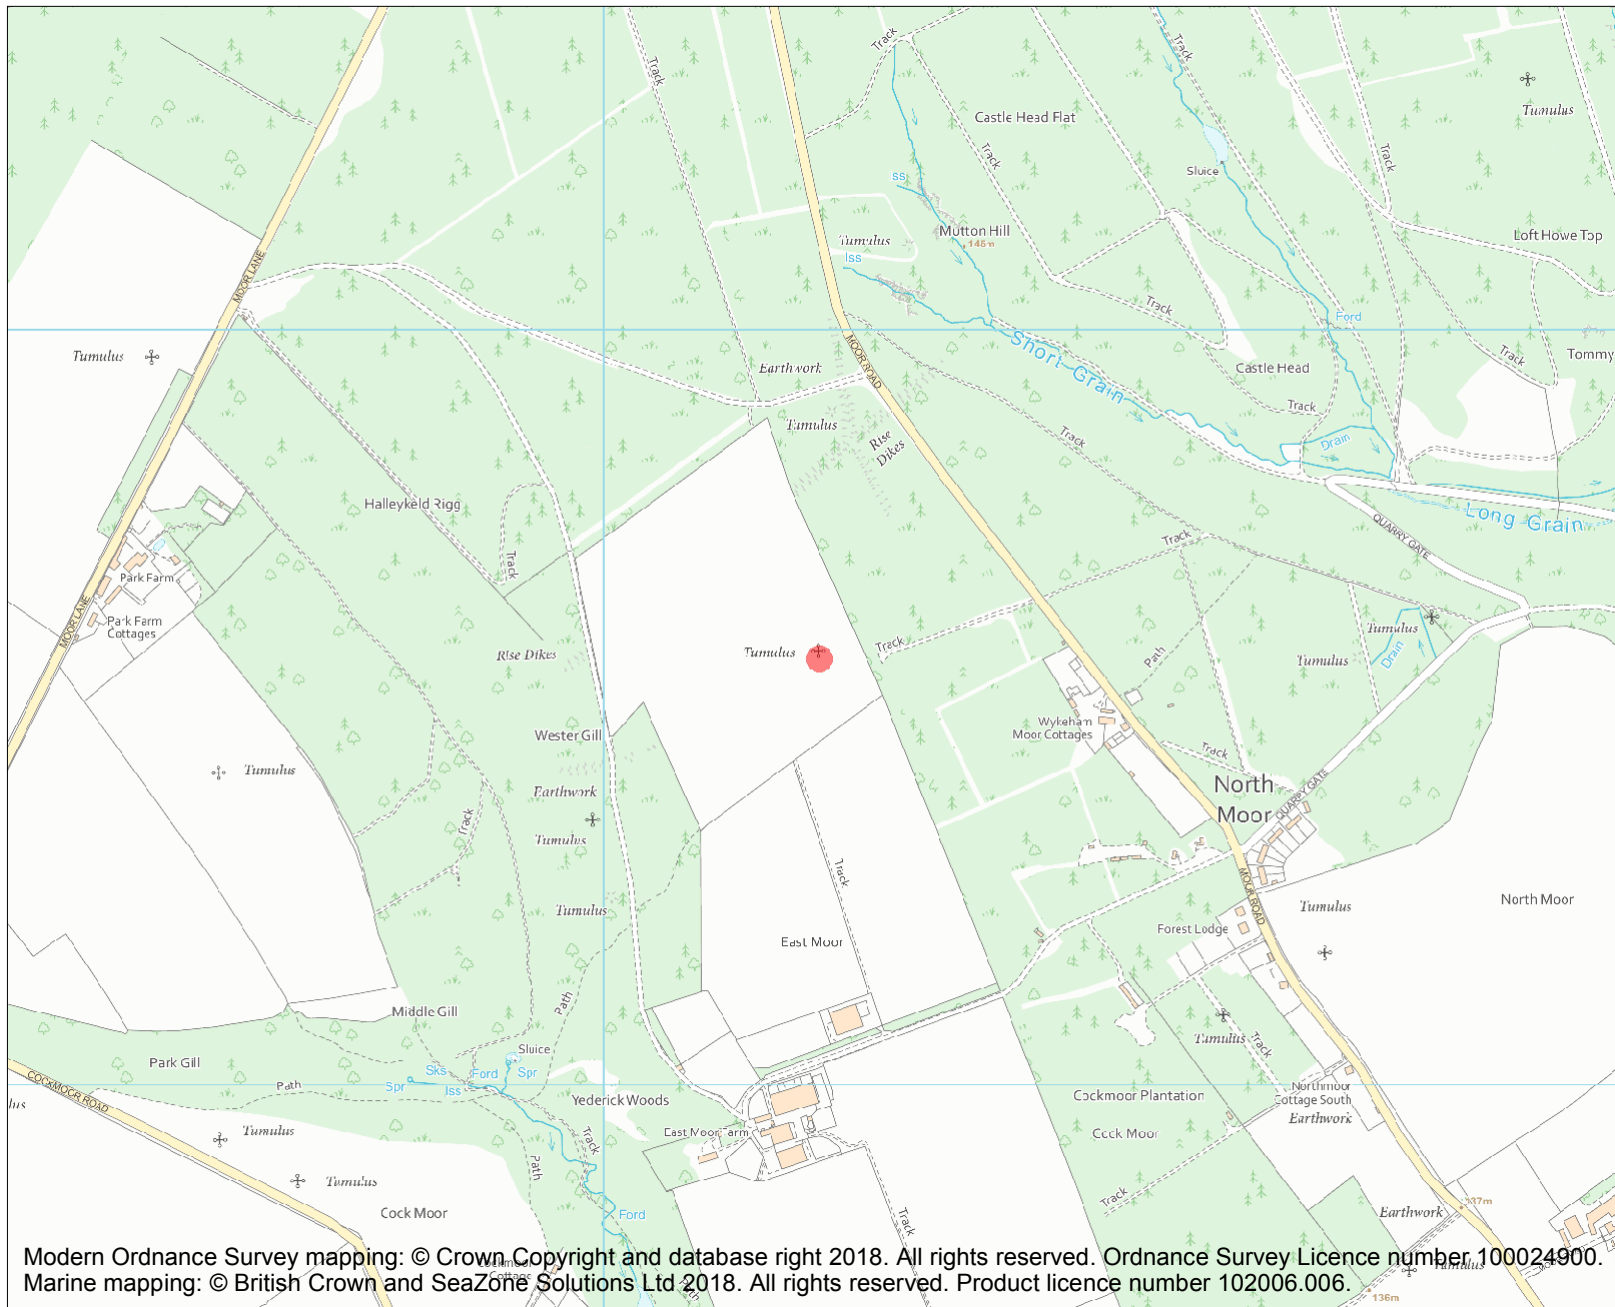 Track
Track
Track
Castle Head Flat
Tumulus
Track
Track
Sluice
Iss
Mutton Hill
146m
Tumulus
Iss
Loft Howe Top
MOOR LANE
Track
Ford
Tumulus
MOOR ROAD
Short Grain
Track
Tommy
Earthwork
Castle Head
Track
Tumulus
Rise
Dikes
Track
Drain
Halleykeld Rigg
Long Grain
QUARRY GATE
Track
Track
Park Farm
MOOR LANE
Park Farm
Cottages
Tumulus
Rise Dikes
Tumulus
Track
Path
Tumulus
Drain
Wester Gill
Wykeham
Moor Cottages
Track
Tumulus
North
Moor
QUARRY GATE
Earthwork
Track
Tumulus
Track
MOOR ROAD
North Moor
Tumulus
Tumulus
Forest Lodge
East Moor
Path
Middle Gill
Tumulus
Track
Park Gill
Sluice
Sks
Ford
Spr
Spr
Iss
COCKMOOR ROAD
Path
Yederick Woods
Cockmoor Plantation
Northmoor
Cottage South
Earthwork
lus
Tumulus
Track
East Moor Farm
Cock Moor
Path
Tumulus
Cock Moor
Track
Track
Ford
137m
Earthwork
Cockmoor
Cottage
Path
Tumulus
136m
Modern Ordnance Survey mapping: © Crown Copyright and database right 2018. All rights reserved. Ordnance Survey Licence number 100024900.
Marine mapping: © British Crown and SeaZone Solutions Ltd 2018. All rights reserved. Product licence number 102006.006.